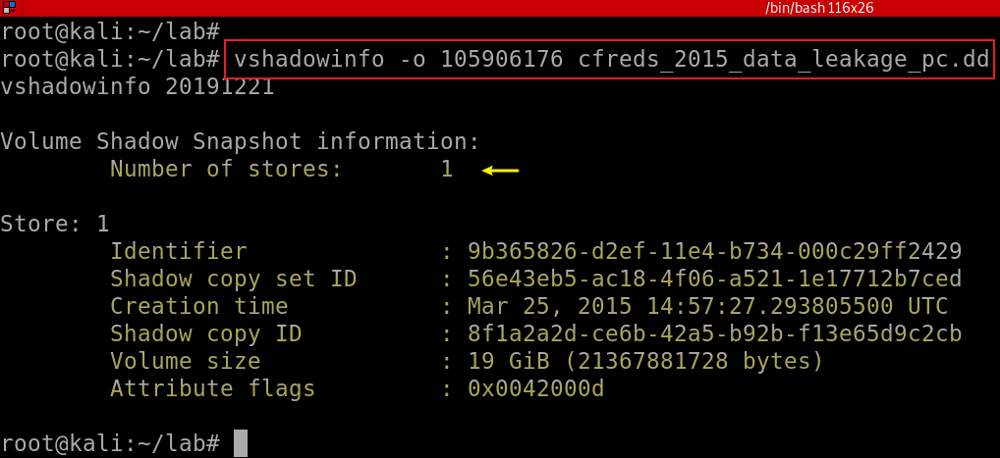 /bin/bash 116x26
root@kali:~/lab#
root@kali:~/lab# vshadowinfo -o 105906176 cfreds_2015_data_leakage_pc.dd
vshadowinfo 20191221
Volume Shadow Snapshot information:
Number of stores: 1
Store: 1
Identifier : 9b365826-d2ef-11e4-b734-000c29ff2429
Shadow copy set ID : 56e43eb5-ac18-4f06-a521-1e17712b7ced
Creation time : Mar 25, 2015 14:57:27.293805500 UTC
Shadow copy ID : 8f1a2a2d-ce6b-42a5-b92b-f13e65d9c2cb
Volume size : 19 GiB (21367881728 bytes)
Attribute flags : 0x0042000d
root@kali:~/lab#